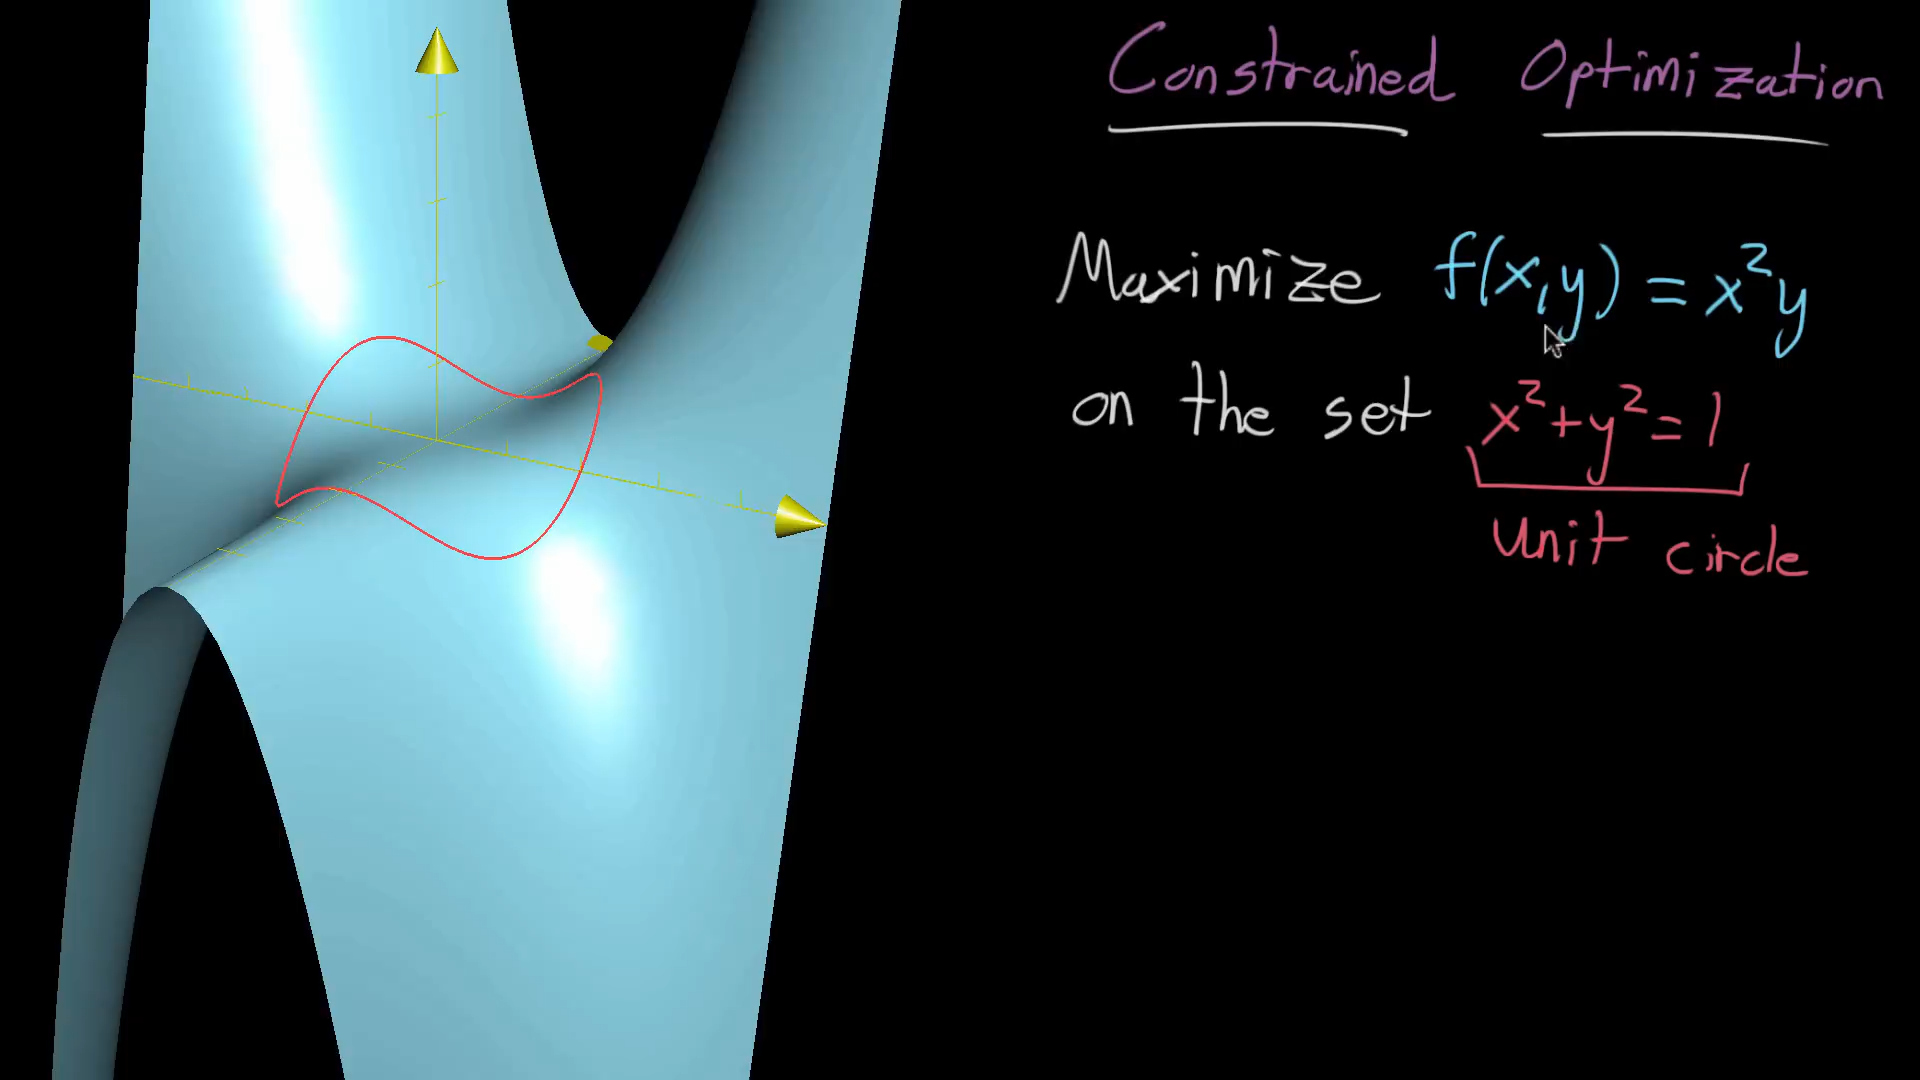 Constrained Optimization
Maximize f(x,y) = x²y
on the set x²+y²=1
Unit circle